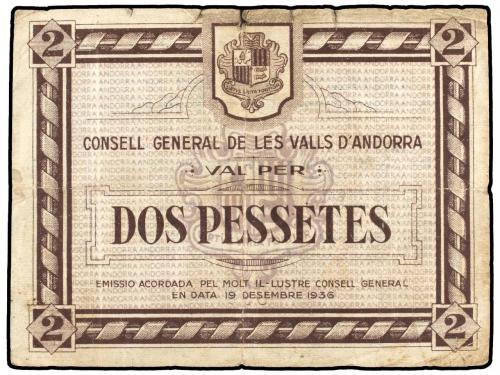 2 2
CONSELL GENERAL DE LES VALLS D'ANDORRA
VAL PER
DOS PESSETES
EMISSIO ACORDADA PEL MOLT IL·LUSTRE CONSELL GENERAL
EN DATA 19 DESEMBRE 1936
2 2